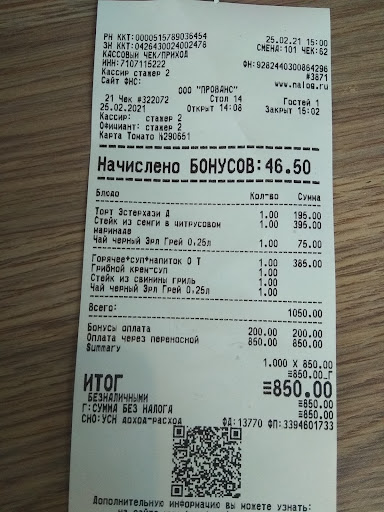 РН ККТ:0000515789036454 25.02.21 15:00
ЗН ККТ:0426430024002478 СМЕНА:101 ЧЕК:62
КАССОВЫЙ ЧЕК/ПРИХОД
ИНН:7107115222 ФН:9282440300864296
Кассир стажер 2 #3871
Сайт ФНС: www.nalog.ru
ООО "ПРОВАНС"
21 Чек #322072 Стол 14 Гостей 1
25.02.2021 Открыт 14:08 Закрыт 15:02
Кассир: стажер 2
Официант: стажер 2
Карта Томато №290651
Начислено БОНУСОВ:46.50
Блюдо Кол-во Сумма
Торт Эстерхази Д 1.00 195.00
Стейк из семги в цитрусовом 1.00 395.00
маринаде
Чай черный Эрл Грей 0,25л 1.00 75.00
Горячее*суп*напиток О Т 1.00 385.00
Грибной крем-суп 1.00
Стейк из свинины гриль 1.00
Чай черный Эрл Грей 0,25л 1.00
Всего: 1050.00
Бонусы оплата 200.00 200.00
Оплата через переносной 850.00 850.00
Summary
1.000 X 850.00
≡850.00_Г
ИТОГ ≡850.00
БЕЗНАЛИЧНЫМИ ≡850.00
Г:СУММА БЕЗ НАЛОГА ≡850.00
СНО:УСН доход-расход ФД:13770 ФП:3394601733
Дополнительную информацию вы можете узнать: